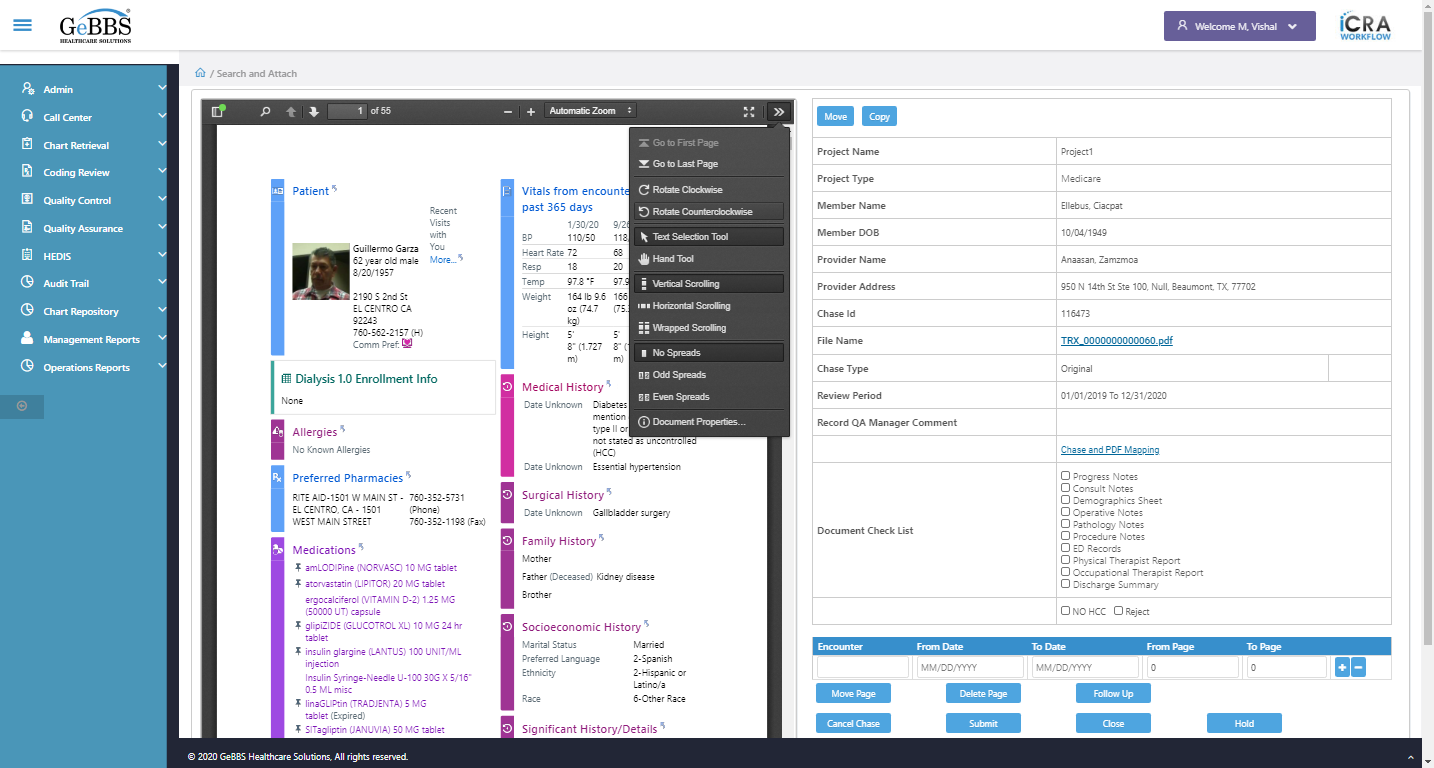 GeBBS
HEALTHCARE SOLUTIONS
Welcome M, Vishal
iCRA
WORKFLOW
Admin
Call Center
Chart Retrieval
Coding Review
Quality Control
Quality Assurance
HEDIS
Audit Trail
Chart Repository
Management Reports
Operations Reports
/ Search and Attach
1 of 55
Automatic Zoom
Go to First Page
Go to Last Page
Rotate Clockwise
Rotate Counterclockwise
Text Selection Tool
Hand Tool
Vertical Scrolling
Horizontal Scrolling
Wrapped Scrolling
No Spreads
Odd Spreads
Even Spreads
Document Properties...
Patient
Recent
Visits
with
You
More...
Guillermo Garza
62 year old male
8/20/1957
2190 S 2nd St
EL CENTRO CA
92243
760-562-2157 (H)
Comm Pref:
Dialysis 1.0 Enrollment Info
None
Allergies
No Known Allergies
Preferred Pharmacies
RITE AID-1501 W MAIN ST - 760-352-5731
EL CENTRO, CA - 1501 (Phone)
WEST MAIN STREET 760-352-1198 (Fax)
Medications
amLODIPine (NORVASC) 10 MG tablet
atorvastatin (LIPITOR) 20 MG tablet
ergocalciferol (VITAMIN D-2) 1.25 MG
(50000 UT) capsule
glipiZIDE (GLUCOTROL XL) 10 MG 24 hr
tablet
insulin glargine (LANTUS) 100 UNIT/ML
injection
Insulin Syringe-Needle U-100 30G X 5/16"
0.5 ML misc
linaGLIPtin (TRADJENTA) 5 MG
tablet (Expired)
SITagliptin (JANUVIA) 50 MG tablet
Vitals from encounte
past 365 days
1/30/20 9/26
BP 110/50 118,
Heart Rate 72 68
Resp 18 20
Temp 97.8 °F 97.9
Weight 164 lb 9.6 166
oz (74.7 (75.
kg)
Height 5' 5'
8" (1.727 8" (
m) m)
Medical History
Date Unknown Diabetes
mention
type II or
not stated as uncontrolled
(HCC)
Date Unknown Essential hypertension
Surgical History
Date Unknown Gallbladder surgery
Family History
Mother
Father (Deceased) Kidney disease
Brother
Socioeconomic History
Marital Status Married
Preferred Language 2-Spanish
Ethnicity 2-Hispanic or
Latino/a
Race 6-Other Race
Significant History/Details
Move Copy
Project Name Project1
Project Type Medicare
Member Name Ellebus, Ciacpat
Member DOB 10/04/1949
Provider Name Anaasan, Zamzmoa
Provider Address 950 N 14th St Ste 100, Null, Beaumont, TX, 77702
Chase Id 116473
File Name TRX_0000000000060.pdf
Chase Type Original
Review Period 01/01/2019 To 12/31/2020
Record QA Manager Comment
Chase and PDF Mapping
Document Check List
Progress Notes
Consult Notes
Demographics Sheet
Operative Notes
Pathology Notes
Procedure Notes
ED Records
Physical Therapist Report
Occupational Therapist Report
Discharge Summary
NO HCC Reject
Encounter From Date To Date From Page To Page
MM/DD/YYYY MM/DD/YYYY 0 0
Move Page Delete Page Follow Up
Cancel Chase Submit Close Hold
© 2020 GeBBS Healthcare Solutions, All rights reserved.